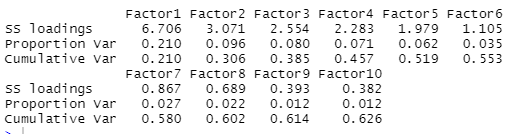 Factor1 Factor2 Factor3 Factor4 Factor5 Factor6
SS loadings 6.706 3.071 2.554 2.283 1.979 1.105
Proportion Var 0.210 0.096 0.080 0.071 0.062 0.035
Cumulative Var 0.210 0.306 0.385 0.457 0.519 0.553
Factor7 Factor8 Factor9 Factor10
SS loadings 0.867 0.689 0.393 0.382
Proportion Var 0.027 0.022 0.012 0.012
Cumulative Var 0.580 0.602 0.614 0.626
>